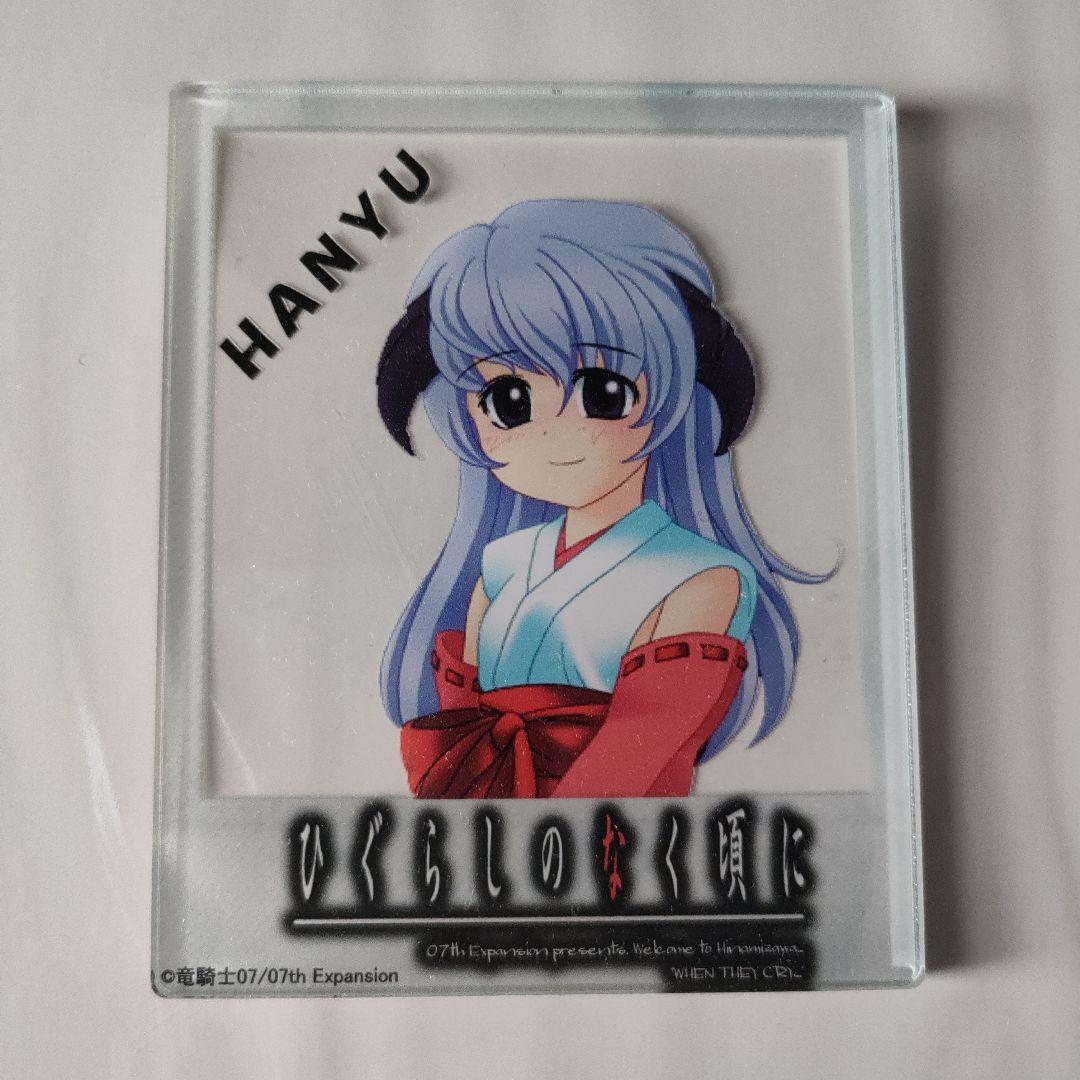 HANYU
ひぐらしのなく頃に
07th Expansion presents. Welcome to Hinamizawa...
WHEN THEY CRY...
©竜騎士07/07th Expansion